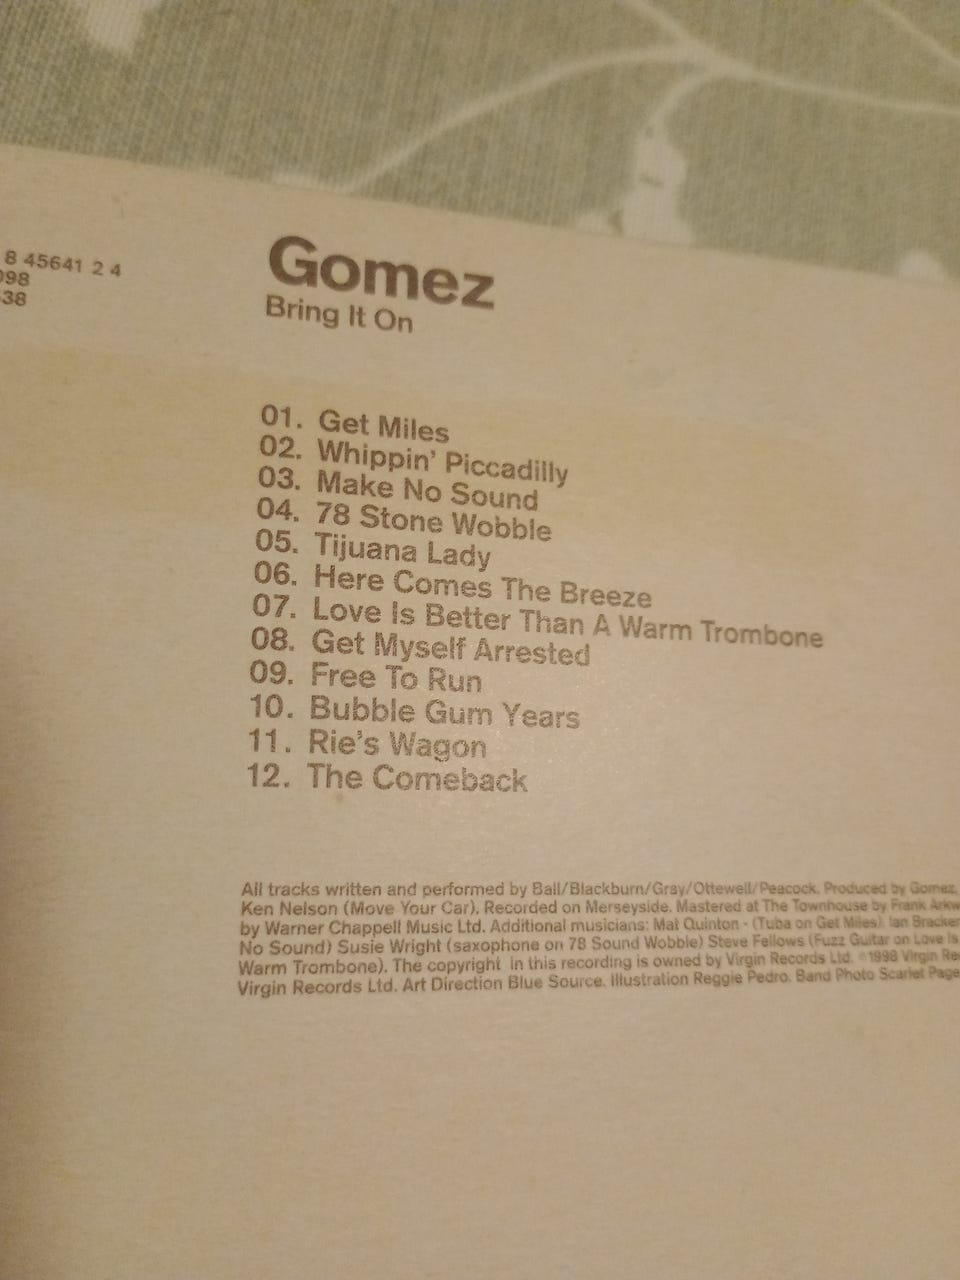 8 45641 2 4
098
38
Gomez
Bring It On
01. Get Miles
02. Whippin' Piccadilly
03. Make No Sound
04. 78 Stone Wobble
05. Tijuana Lady
06. Here Comes The Breeze
07. Love Is Better Than A Warm Trombone
08. Get Myself Arrested
09. Free To Run
10. Bubble Gum Years
11. Rie's Wagon
12. The Comeback
All tracks written and performed by Ball/Blackburn/Gray/Ottewell/Peacock. Produced by Gomez.
Ken Nelson (Move Your Car). Recorded on Merseyside. Mastered at The Townhouse by Frank
by Warner Chappell Music Ltd. Additional musicians: Mat Quinton - (Tuba on Get Miles) Ian
No Sound) Susie Wright (saxophone on 78 Sound Wobble) Steve Fellows (Fuzz Guitar on Love Is
Warm Trombone). The copyright in this recording is owned by Virgin Records Ltd. 1998 Virgin
Virgin Records Ltd. Art Direction Blue Source. Illustration Reggie Pedro. Band Photo Scarlet Page